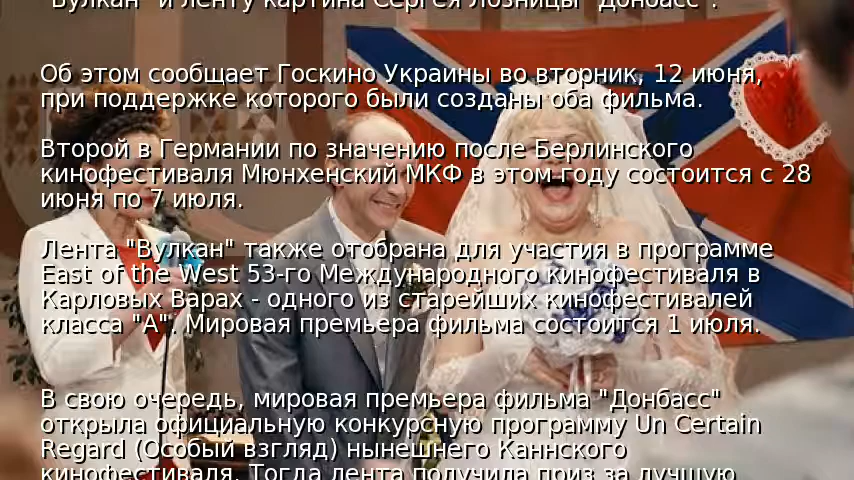 "Вулкан" и ленту картина Сергея Лозницы "Донбасс".
Об этом сообщает Госкино Украины во вторник, 12 июня,
при поддержке которого были созданы оба фильма.
Второй в Германии по значению после Берлинского
кинофестиваля Мюнхенский МКФ в этом году состоится с 28
июня по 7 июля.
Лента "Вулкан" также отобрана для участия в программе
East of the West 53-го Международного кинофестиваля в
Карловых Варах - одного из старейших кинофестивалей
класса "А". Мировая премьера фильма состоится 1 июля.
В свою очередь, мировая премьера фильма "Донбасс"
открыла официальную конкурсную программу Un Certain
Regard (Особый взгляд) нынешнего Каннского
кинофестиваля. Тогда лента получила приз за лучшую